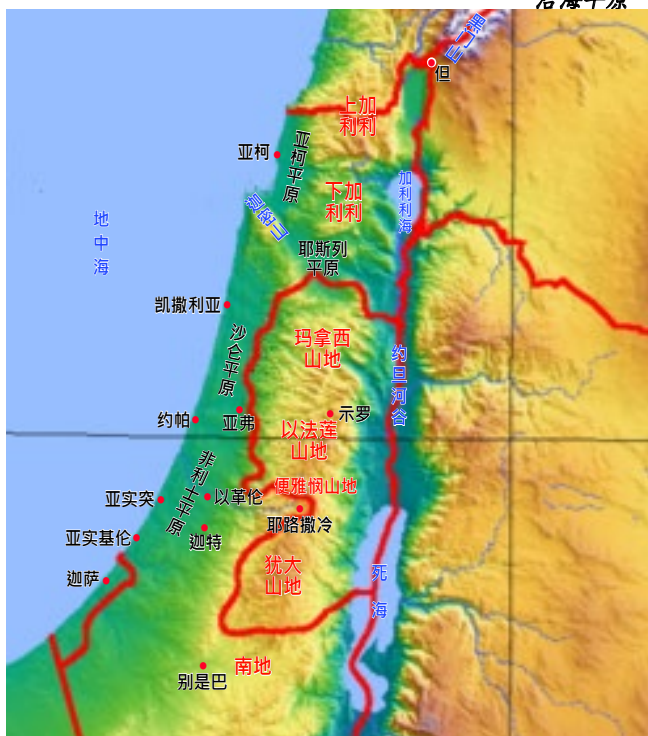 沿海平原
黑门山
但
上加
利利
亚柯
亚柯平原
下加
利利
加利利海
迦密山
地中海
耶斯列
平原
凯撒利亚
沙仑平原
玛拿西
山地
约旦河谷
约帕
亚弗
示罗
以法莲
山地
非利士平原
便雅悯山地
亚实突
以革伦
耶路撒冷
亚实基伦
迦特
迦萨
犹大
山地
死海
南地
别是巴